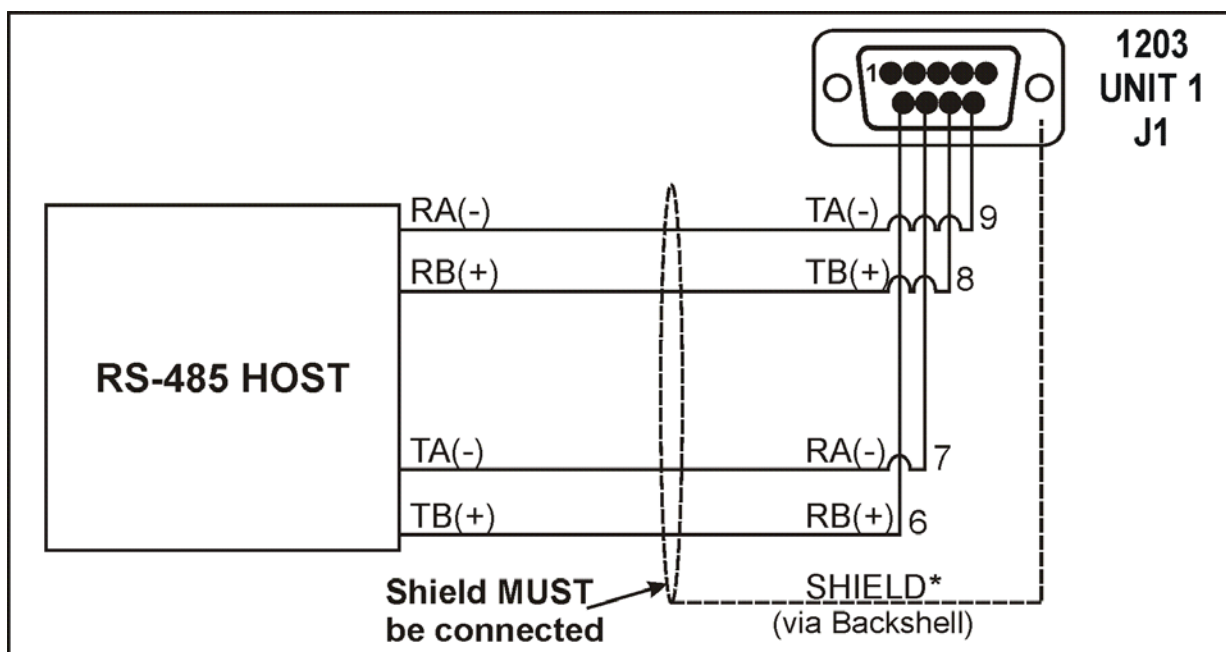 1203
UNIT 1
J1
1
RA(-) TA(-) 9
RB(+) TB(+) 8
RS-485 HOST
TA(-) RA(-) 7
TB(+) RB(+) 6
Shield MUST
be connected
SHIELD*
(via Backshell)